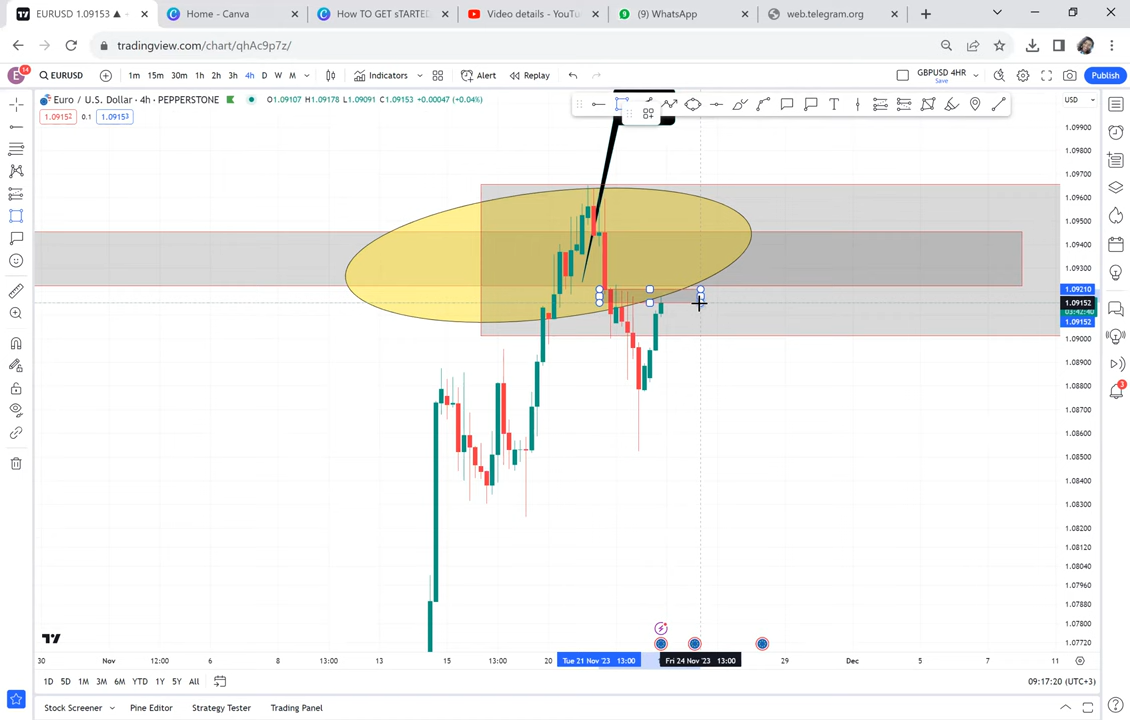 EURUSD 1.09153 ▲
Home - Canva
How TO GET sTARTED
Video details - YouTu
(9) WhatsApp
web.telegram.org
tradingview.com/chart/qhAc9p7z/
E
14
EURUSD
1m 15m 30m 1h 2h 3h 4h D W M
Indicators
Alert
Replay
GBPUSD 4HR
Save
Publish
Euro / U.S. Dollar · 4h · PEPPERSTONE
O1.09107 H1.09178 L1.09091 C1.09153 +0.00047 (+0.04%)
1.09152
0.1
1.09153
USD
1.09900
1.09800
1.09700
1.09600
1.09500
1.09400
1.09300
1.09210
1.09152
03:42:40
1.09152
1.09000
1.08900
1.08800
1.08700
1.08600
1.08500
1.08400
1.08300
1.08200
1.08120
1.08040
1.07960
1.07880
1.07800
1.07720
3
30
Nov
12:00
6
8
13:00
13
15
13:00
20
Tue 21 Nov '23 13:00
Fri 24 Nov '23 13:00
29
Dec
5
7
11
1D 5D 1M 3M 6M YTD 1Y 5Y All
09:17:20 (UTC+3)
Stock Screener
Pine Editor
Strategy Tester
Trading Panel